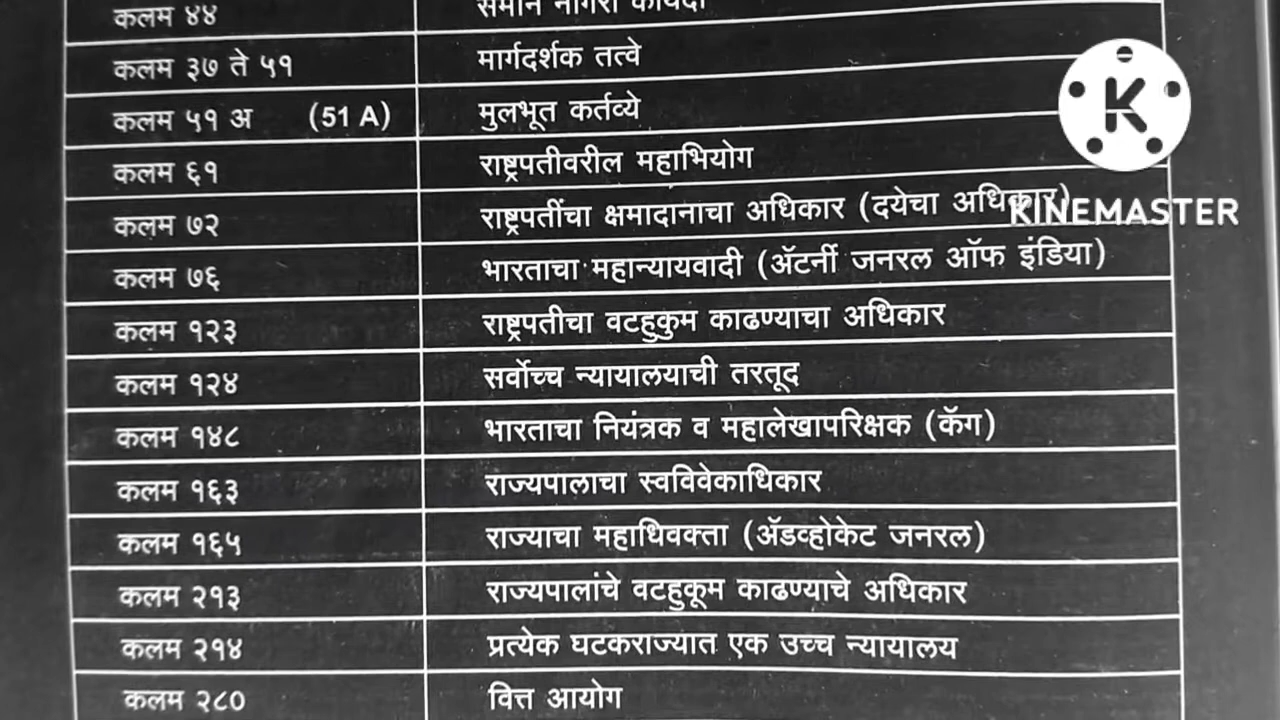 कलम ४४ समान नागरी कायदा
कलम ३७ ते ५१ मार्गदर्शक तत्वे
कलम ५१ अ (51 A) मुलभूत कर्तव्ये
कलम ६१ राष्ट्रपतीवरील महाभियोग
कलम ७२ राष्ट्रपतींचा क्षमादानाचा अधिकार (दयेचा अधिकार)
KINEMASTER
कलम ७६ भारताचा महान्यायवादी (ॲटर्नी जनरल ऑफ इंडिया)
कलम १२३ राष्ट्रपतीचा वटहुकुम काढण्याचा अधिकार
कलम १२४ सर्वोच्च न्यायालयाची तरतूद
कलम १४८ भारताचा नियंत्रक व महालेखापरिक्षक (कॅग)
कलम १६३ राज्यपालाचा स्वविवेकाधिकार
कलम १६५ राज्याचा महाधिवक्ता (ॲडव्होकेट जनरल)
कलम २१३ राज्यपालांचे वटहुकूम काढण्याचे अधिकार
कलम २१४ प्रत्येक घटकराज्यात एक उच्च न्यायालय
कलम २८० वित्त आयोग